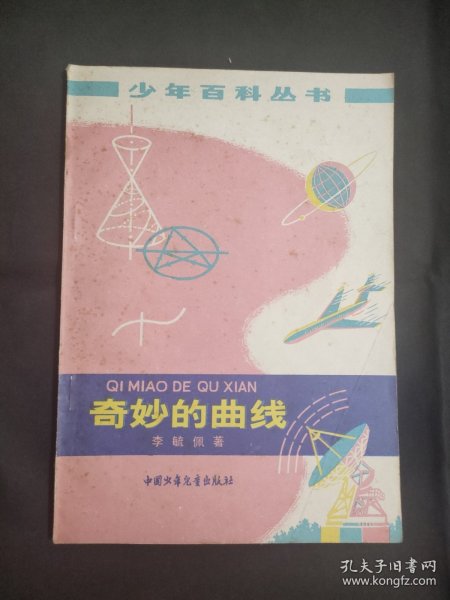 少年百科丛书
QI MIAO DE QU XIAN
奇妙的曲线
李毓佩著
中国少年儿童出版社
孔夫子旧书网
www.kongfz.com